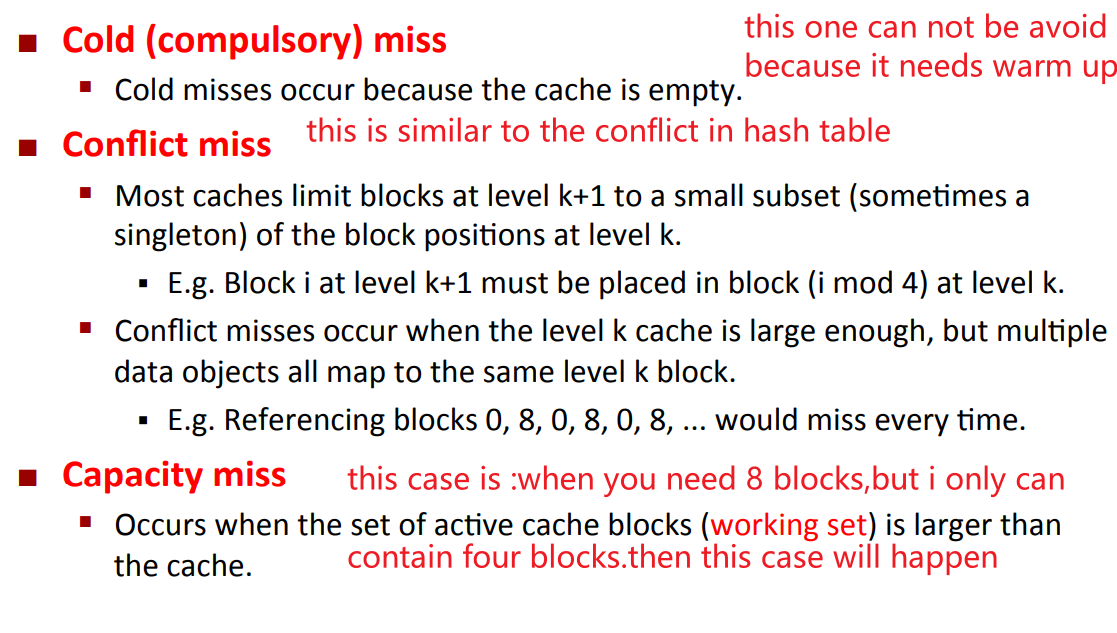 Cold (compulsory) miss
this one can not be avoid
because it needs warm up
Cold misses occur because the cache is empty.
Conflict miss
this is similar to the conflict in hash table
Most caches limit blocks at level k+1 to a small subset (sometimes a
singleton) of the block positions at level k.
E.g. Block i at level k+1 must be placed in block (i mod 4) at level k.
Conflict misses occur when the level k cache is large enough, but multiple
data objects all map to the same level k block.
E.g. Referencing blocks 0, 8, 0, 8, 0, 8, ... would miss every time.
Capacity miss
this case is :when you need 8 blocks,but i only can
Occurs when the set of active cache blocks (working set) is larger than
contain four blocks.then this case will happen
the cache.